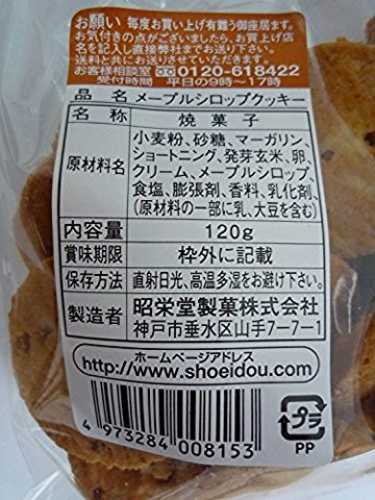 お願い 毎度お買い上げ有難う御座居ます。
お気付きの点がございましたら、お買上げ店
名を記入し直接弊社までお送り下さい。
送料と共にお送りさせていただきます。
お客様相談室 0120-618422
受付時間 平日の9時〜17時
品名 メープルシロップクッキー
名称 焼菓子
原材料名 小麦粉、砂糖、マーガリン、
ショートニング、発芽玄米、卵、
クリーム、メープルシロップ、
食塩、膨張剤、香料、乳化剤、
(原材料の一部に乳、大豆を含む)
内容量 120g
賞味期限 枠外に記載
保存方法 直射日光、高温多湿をお避け下さい。
製造者 昭栄堂製菓株式会社
神戸市垂水区山手7-7-1
ホームページアドレス
http://www.shoeidou.com/
4 973284 008153
プラ
PP